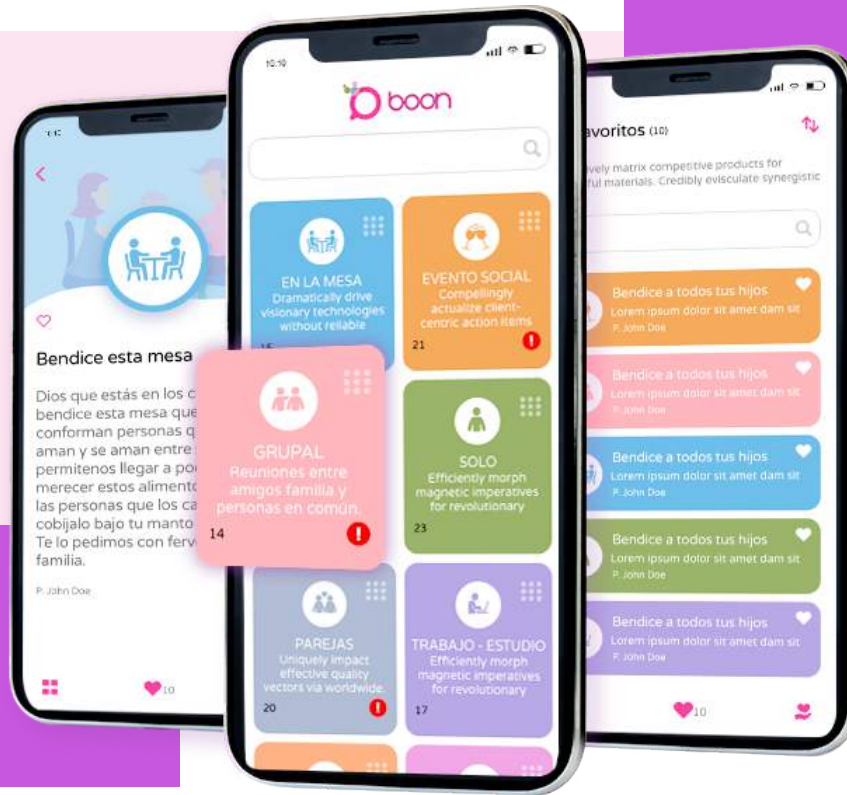 Bendice esta mesa
Dios que estás en los
bendice esta mesa que
conforman personas
aman y se aman entre
permitenos llegar a
merecer estos
las personas que los
cobijalo bajo tu manto
Te lo pedimos con
familia.
P. John Doe
10
10:10
boon
EN LA MESA
Dramatically drive
visionary technologies
without reliable
EVENTO SOCIAL
Compellingly
actualize client-
centric action items
21
GRUPAL
Reuniones entre
amigos familia y
personas en común.
14
SOLO
Efficiently morph
magnetic imperatives
for revolutionary
23
PAREJAS
Uniquely impact
effective quality
vectors via worldwide.
20
TRABAJO - ESTUDIO
Efficiently morph
magnetic imperatives
for revolutionary
17
avoritos (10)
vely matrix competitive products for
ful materials. Credibly evisculate synergistic
Bendice a todos tus hijos
Lorem ipsum dolor sit amet dam sit
P. John Doe
Bendice a todos tus hijos
Lorem ipsum dolor sit amet dam sit
P. John Doe
Bendice a todos tus hijos
Lorem ipsum dolor sit amet dam sit
P. John Doe
Bendice a todos tus hijos
Lorem ipsum dolor sit amet dam sit
P. John Doe
Bendice a todos tus hijos
Lorem ipsum dolor sit amet dam sit
P. John Doe
10